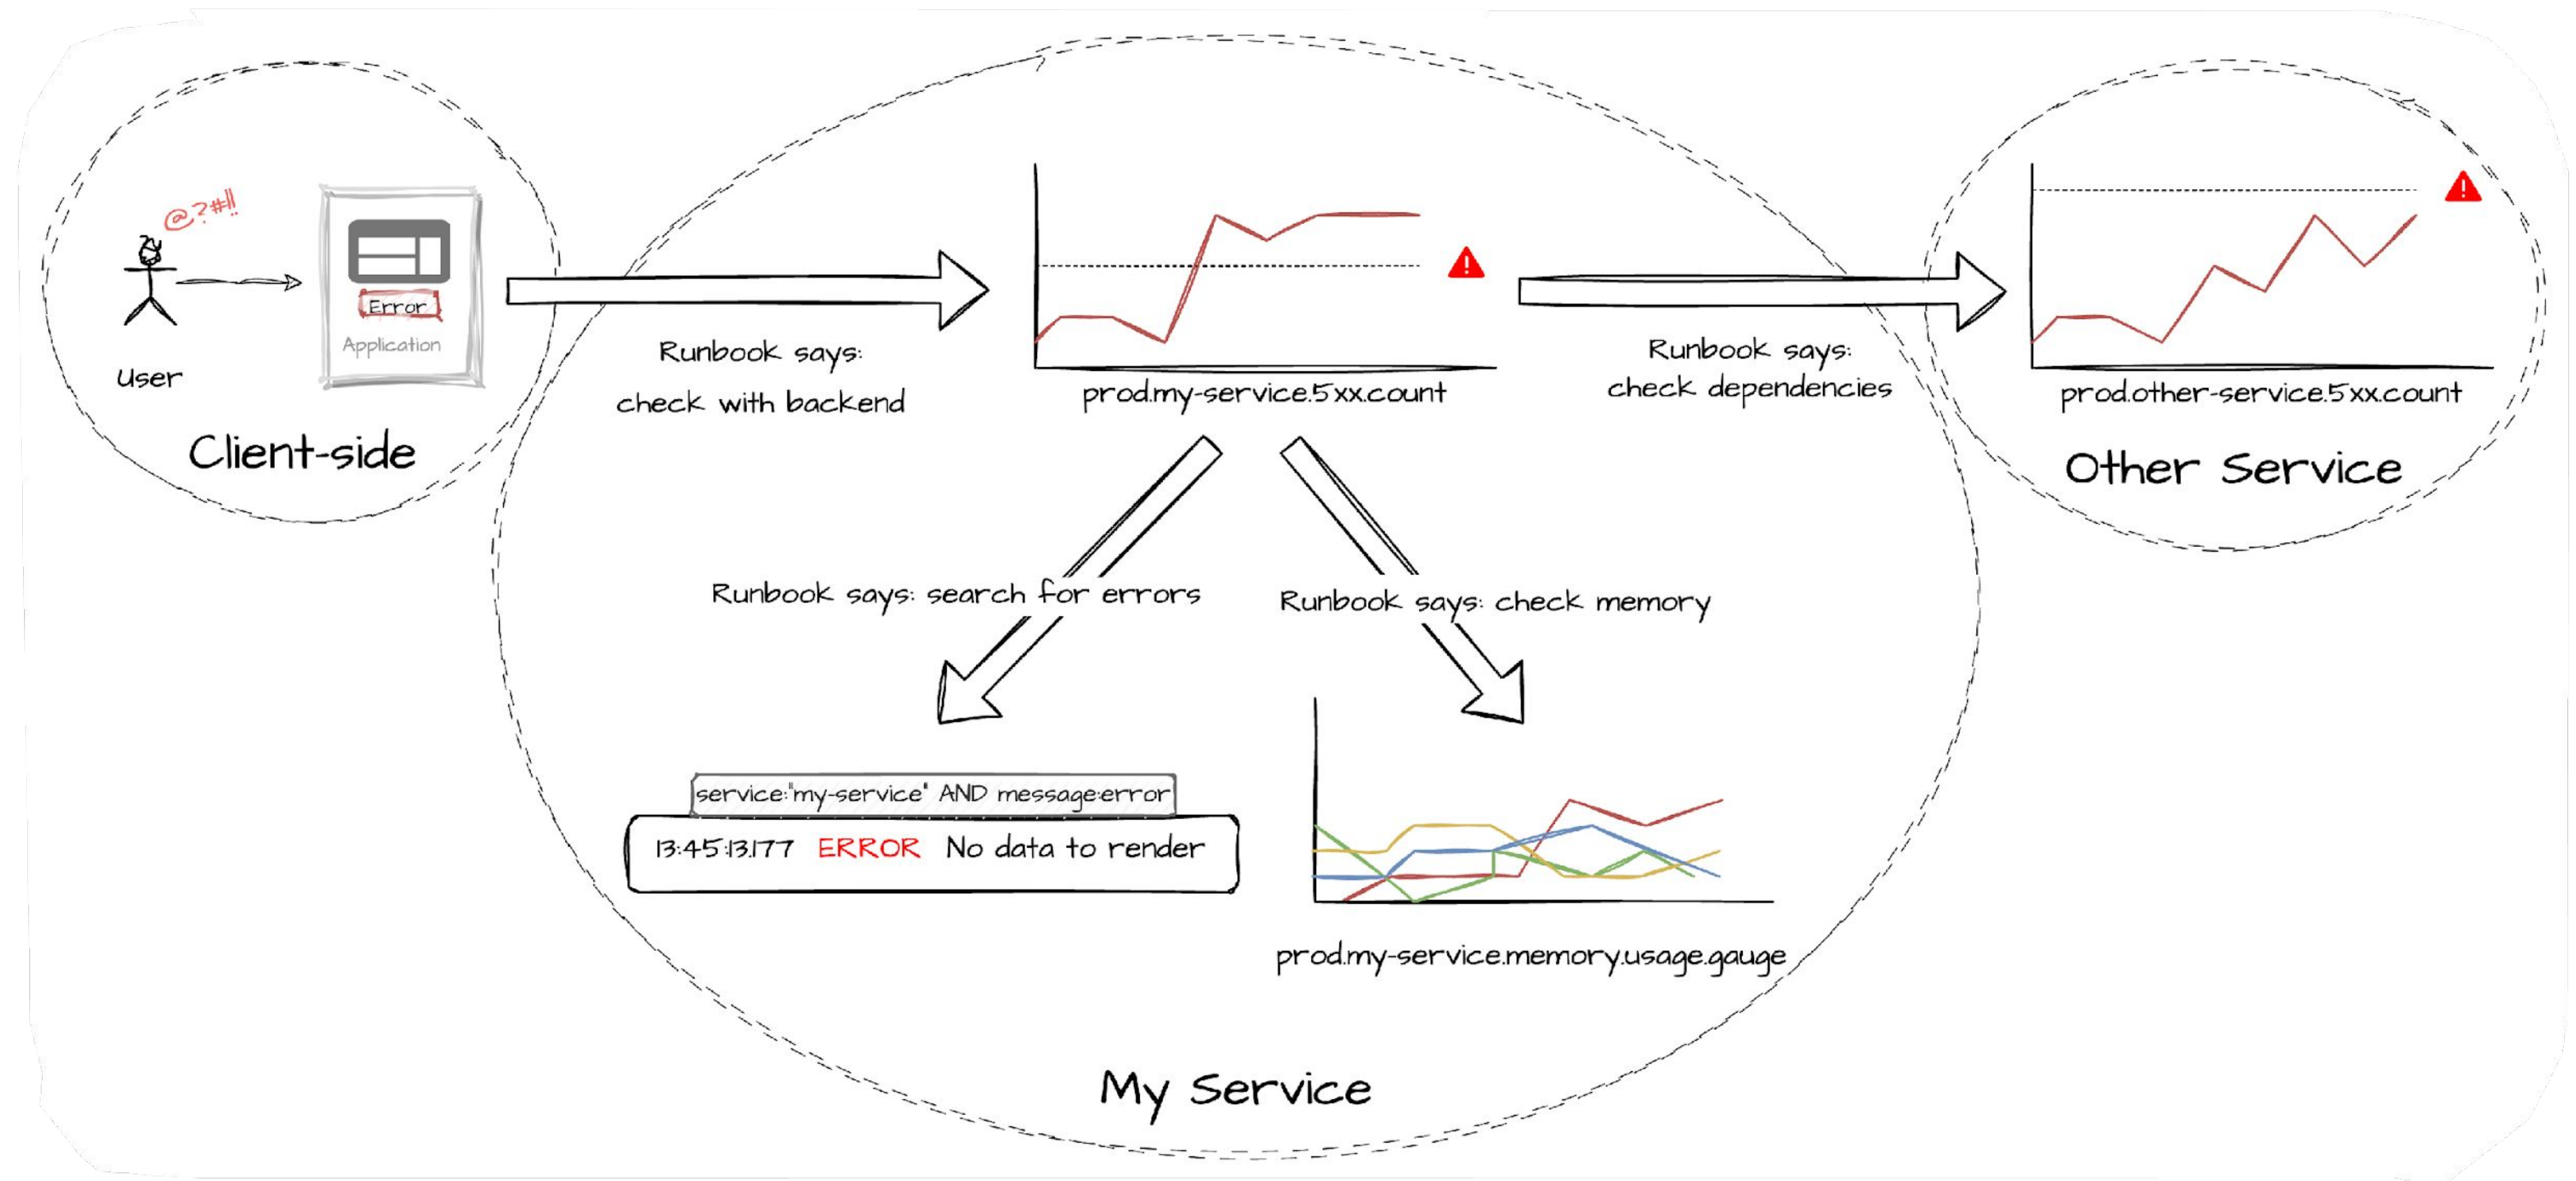 @?#!!
Error
Application
User
Client-side
Runbook says:
check with backend
prod.my-service.5xx.count
Runbook says:
check dependencies
prod.other-service.5xx.count
Other Service
Runbook says: search for errors
Runbook says: check memory
service:"my-service" AND message:error
13:45:13.177 ERROR No data to render
prod.my-service.memory.usage.gauge
My Service